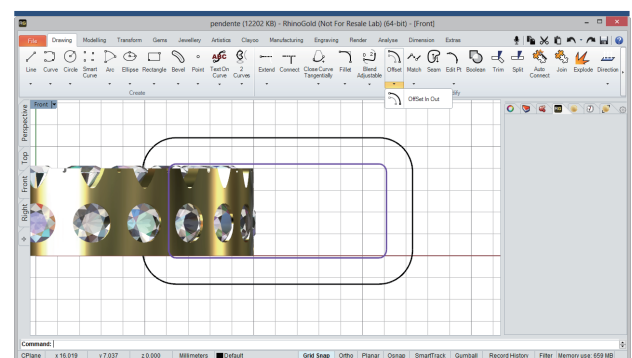 pendente (12202 KB) - RhinoGold (Not For Resale Lab) (64-bit) - [Front]
File Drawing Modelling Transform Gems Jewellery Artistics Clayoo Manufacturing Engraving Render Analyse Dimension Extras
Line Curve Circle Smart Curve Arc Ellipse Rectangle Bevel Point Text On Curve 2 Curves Extend Connect Close Curve Tangentially Fillet Blend Adjustable Offset Match Seam Edit Pt Boolean Trim Split Auto Connect Join Explode Direction
Create
OffSet In Out
Front
Perspective
Top
Front
Right
Command:
CPlane x 16.019 y 7.037 z 0.000 Millimeters Default Grid Snap Ortho Planar Osnap SmartTrack Gumball Record History Filter Memory use: 659 MB